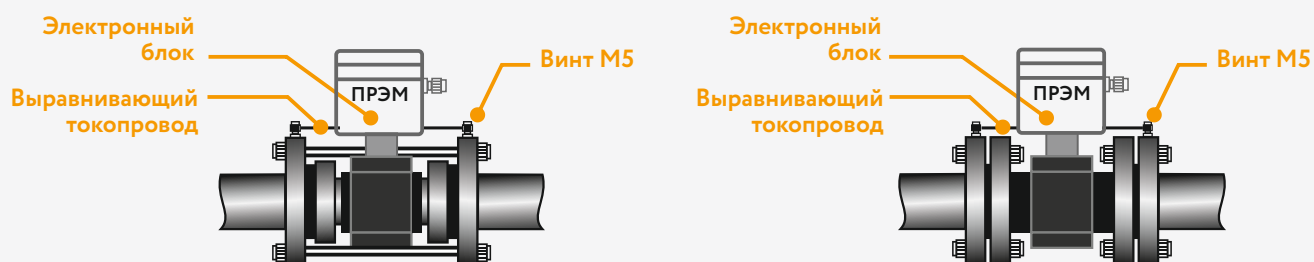 Электронный
блок
Винт М5
ПРЭМ
Выравнивающий
токопровод
Электронный
блок
Винт М5
ПРЭМ
Выравнивающий
токопровод